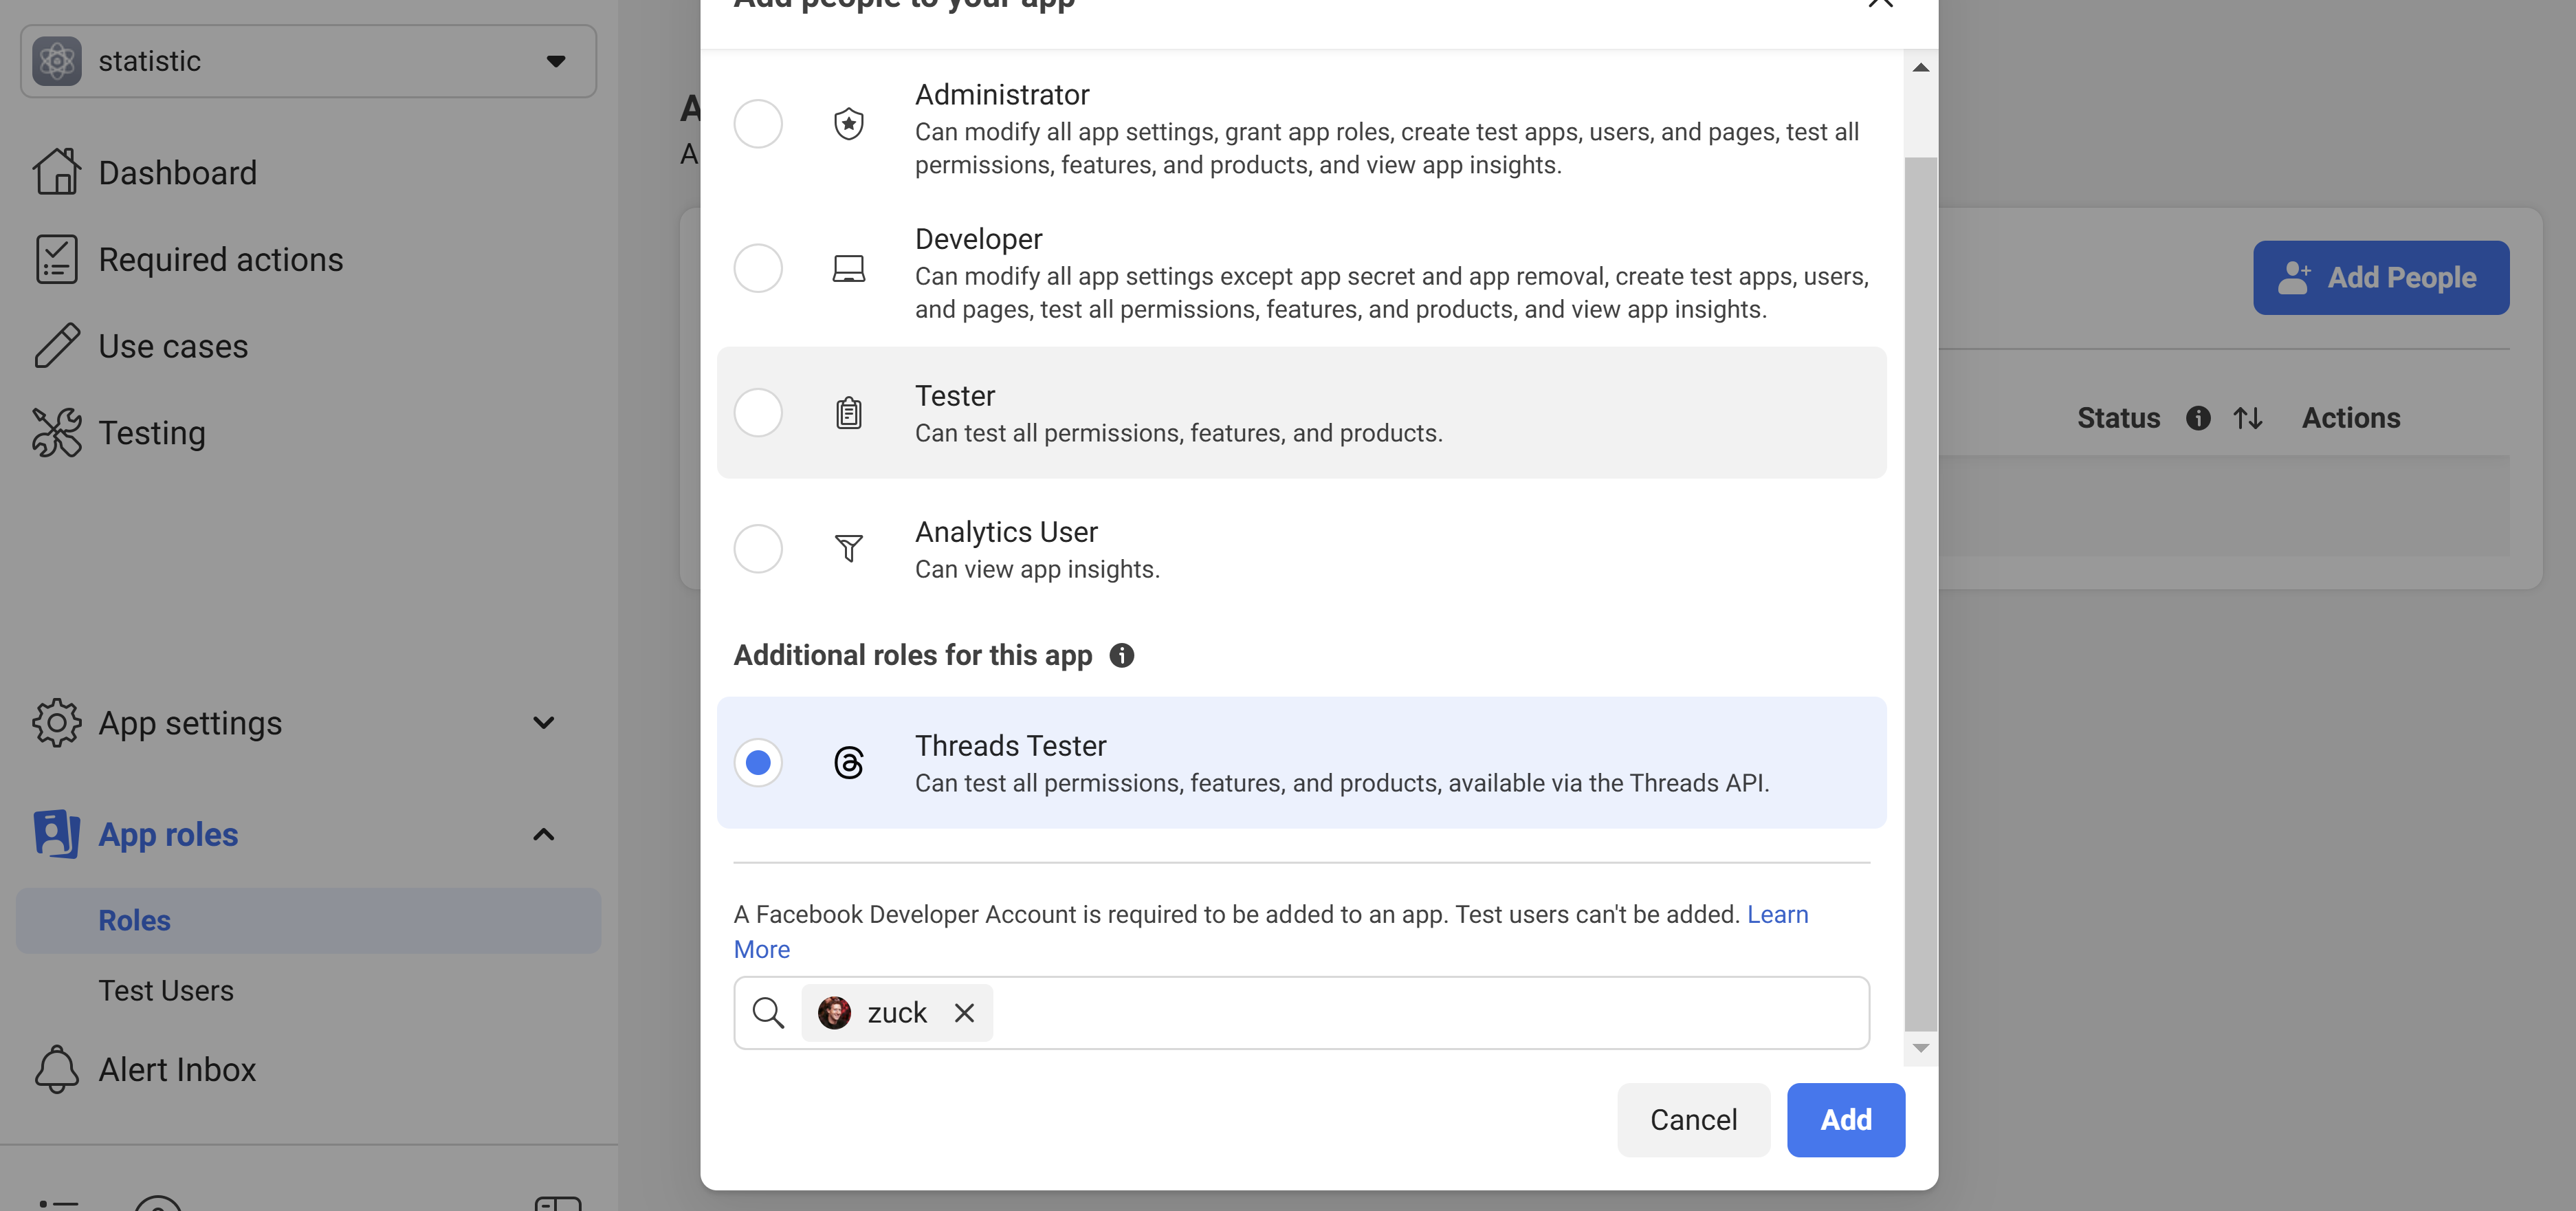 Add people to your app
statistic
Dashboard
Required actions
Use cases
Testing
App settings
App roles
Roles
Test Users
Alert Inbox
A
A
Add People
Status
Actions
Administrator
Can modify all app settings, grant app roles, create test apps, users, and pages, test all
permissions, features, and products, and view app insights.
Developer
Can modify all app settings except app secret and app removal, create test apps, users,
and pages, test all permissions, features, and products, and view app insights.
Tester
Can test all permissions, features, and products.
Analytics User
Can view app insights.
Additional roles for this app
Threads Tester
Can test all permissions, features, and products, available via the Threads API.
A Facebook Developer Account is required to be added to an app. Test users can't be added. Learn
More
zuck
Cancel
Add